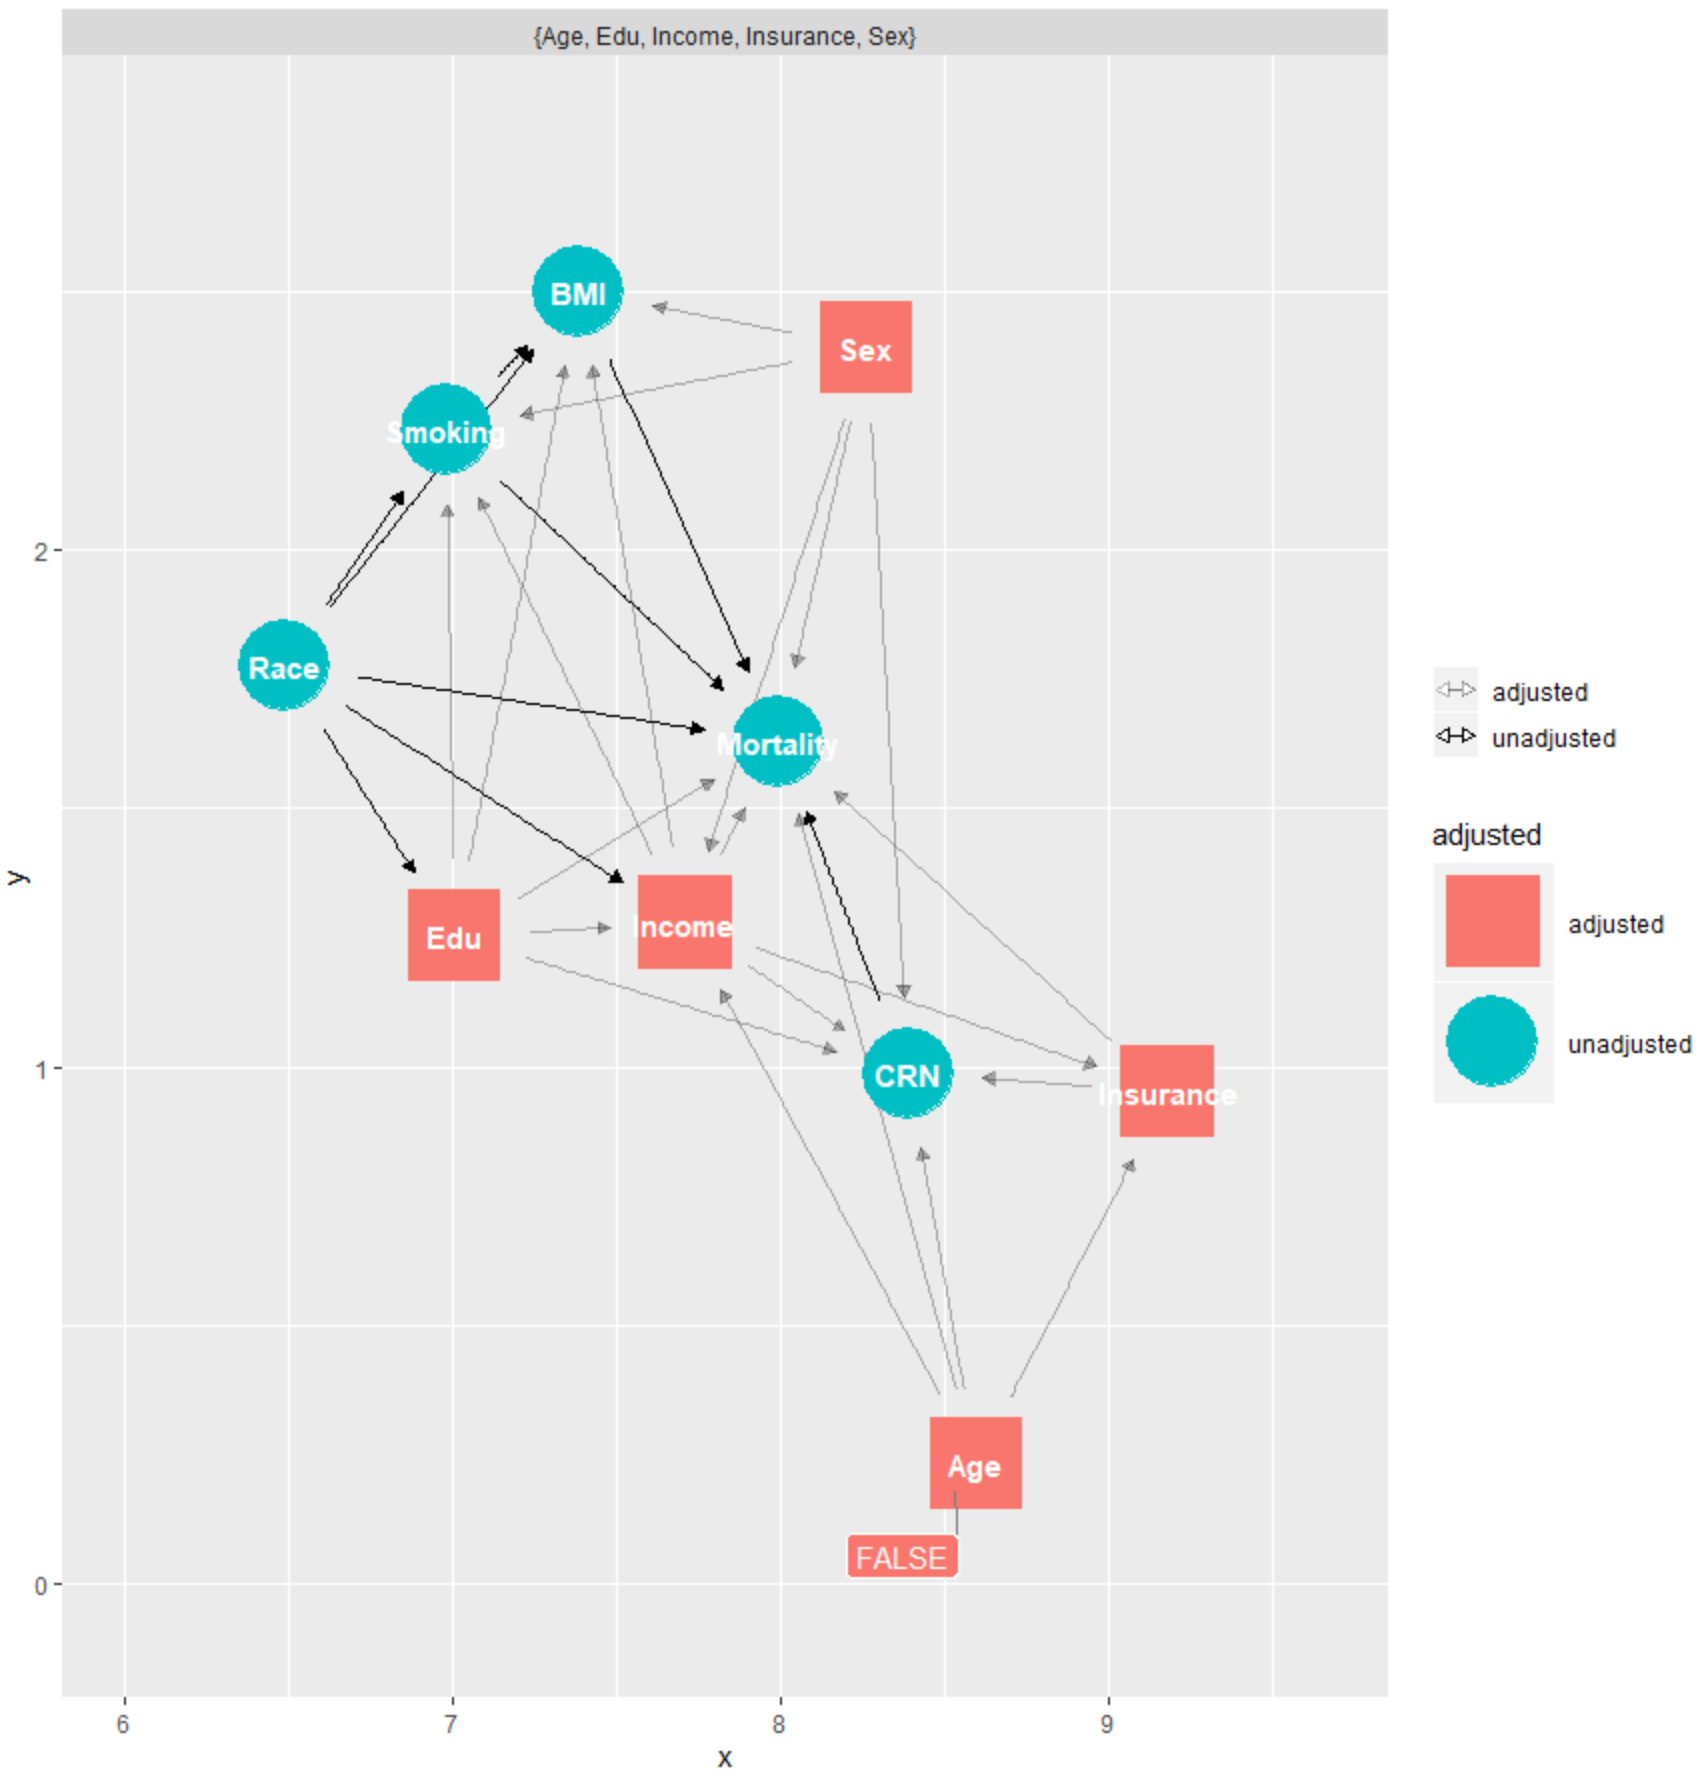 {Age, Edu, Income, Insurance, Sex}
BMI
Sex
Smoking
2
Race
adjusted
Mortality
unadjusted
adjusted
y
Edu
Income
adjusted
1
CRN
Insurance
unadjusted
Age
FALSE
0
6
7
8
9
x